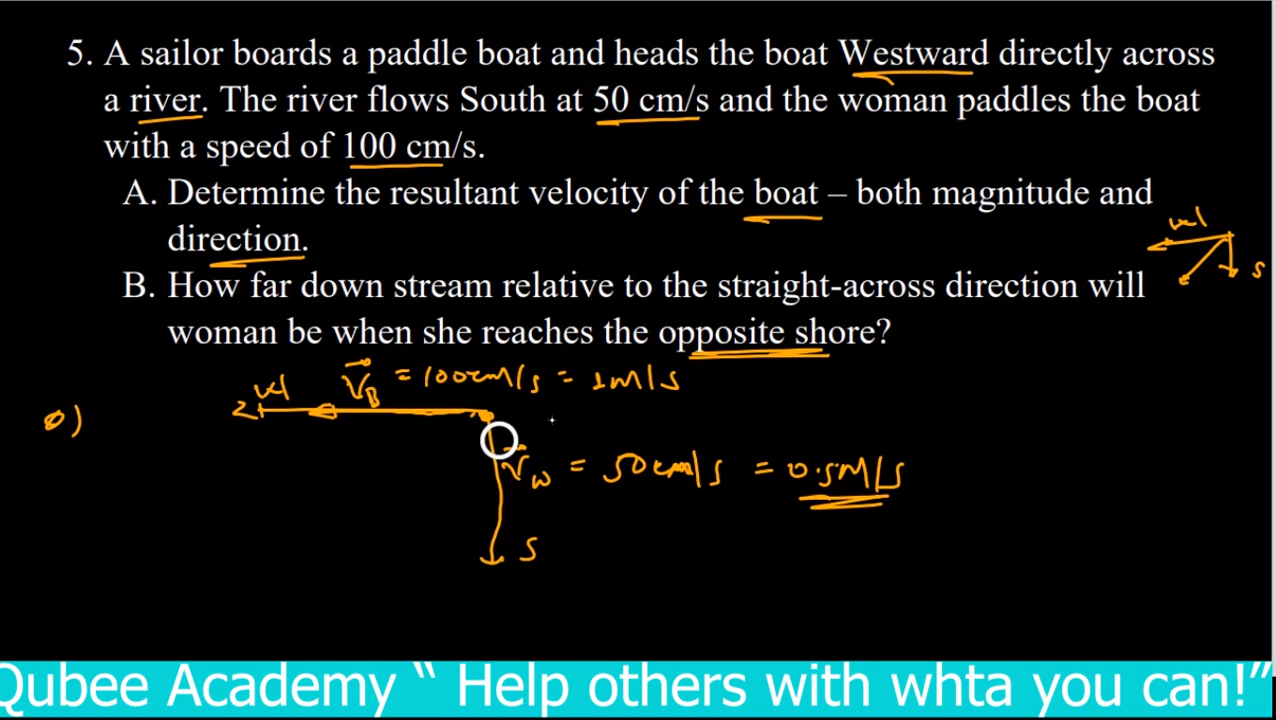 5. A sailor boards a paddle boat and heads the boat Westward directly across
a river. The river flows South at 50 cm/s and the woman paddles the boat
with a speed of 100 cm/s.
A. Determine the resultant velocity of the boat – both magnitude and
direction.
W
S
B. How far down stream relative to the straight-across direction will
woman be when she reaches the opposite shore?
W V⃗B = 100cm/s = 1m/s
V⃗w = 50cm/s = 0.5m/s
S
Qubee Academy “ Help others with whta you can!”